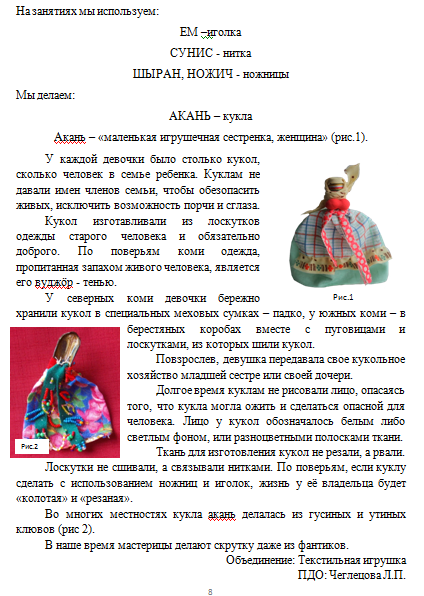 На занятиях мы используем:
ЕМ –иголка
СУНИС - нитка
ШЫРАН, НОЖИЧ - ножницы
Мы делаем:
АКАНЬ – кукла
Акань – «маленькая игрушечная сестренка, женщина» (рис.1).
У каждой девочки было столько кукол,
сколько человек в семье ребенка. Куклам не
давали имен членов семьи, чтобы обезопасить
живых, исключить возможность порчи и сглаза.
Кукол изготавливали из лоскутков
одежды старого человека и обязательно
доброго. По поверьям коми одежда,
пропитанная запахом живого человека, является
его вуджӧр - тенью.
Рис.1
У северных коми девочки бережно
хранили кукол в специальных меховых сумках – падко, у южных коми – в
берестяных коробах вместе с пуговицами и
лоскутками, из которых шили кукол.
Повзрослев, девушка передавала свое кукольное
хозяйство младшей сестре или своей дочери.
Долгое время куклам не рисовали лицо, опасаясь
того, что кукла могла ожить и сделаться опасной для
человека. Лицо у кукол обозначалось белым либо
светлым фоном, или разноцветными полосками ткани.
Рис.2
Ткань для изготовления кукол не резали, а рвали.
Лоскутки не сшивали, а связывали нитками. По поверьям, если куклу
сделать с использованием ножниц и иголок, жизнь у её владельца будет
«колотая» и «резаная».
Во многих местностях кукла акань делалась из гусиных и утиных
клювов (рис 2).
В наше время мастерицы делают скрутку даже из фантиков.
Объединение: Текстильная игрушка
ПДО: Чеглецова Л.П.
8